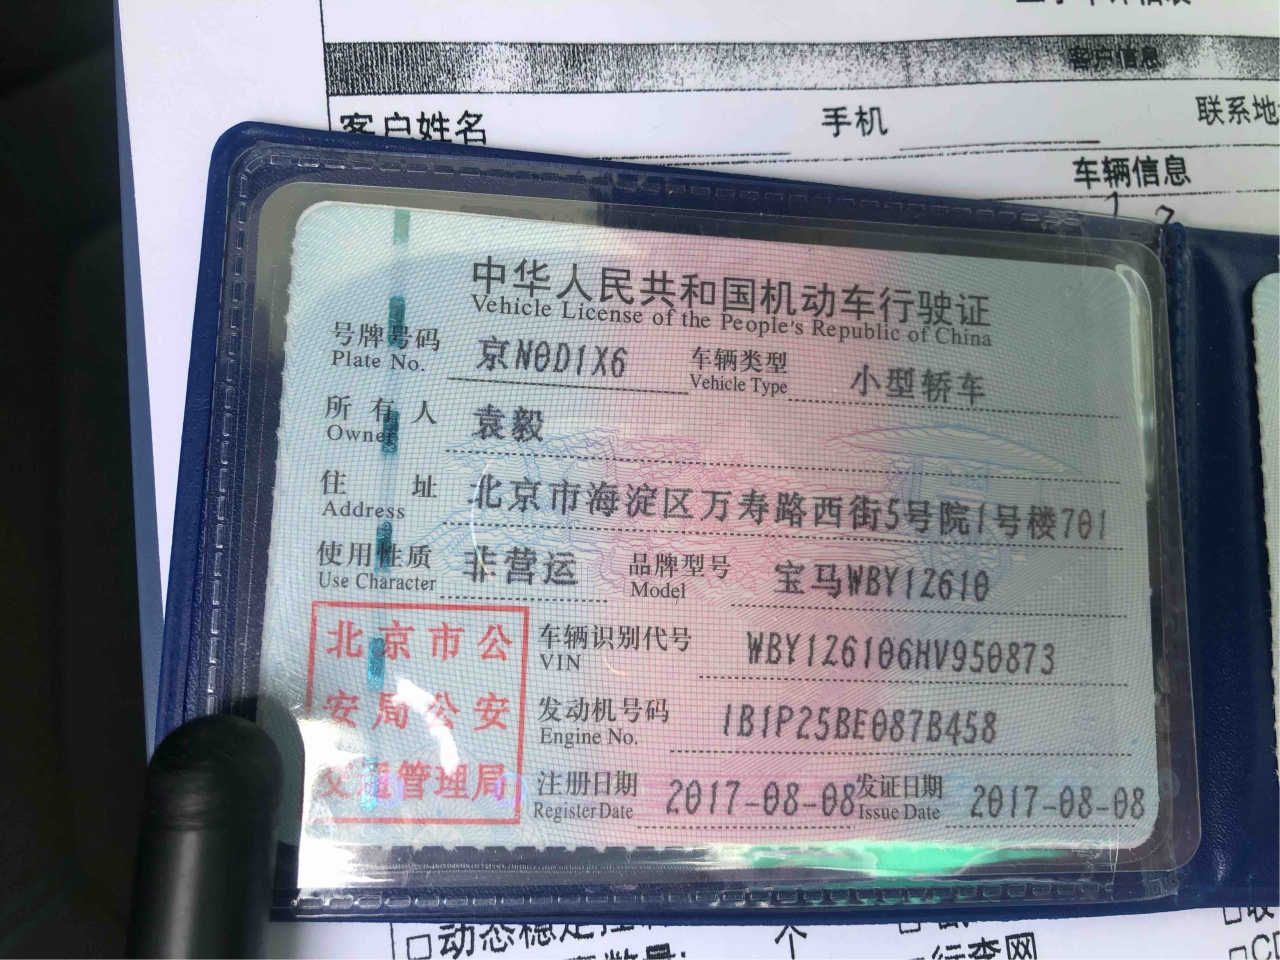 客户信息
客户姓名 手机 联系地
车辆信息
中华人民共和国机动车行驶证
Vehicle License of the People's Republic of China
号牌号码 京N0D1X6 车辆类型 小型轿车
Plate No. Vehicle Type
所有人 袁毅
Owner
住址 北京市海淀区万寿路西街5号院1号楼701
Address
使用性质 非营运 品牌型号 宝马WBY1Z610
Use Character Model
北京市公
安局公安
交通管理局
车辆识别代号 WBY1Z6106HV950873
VIN
发动机号码 1B1P25BE087B458
Engine No.
注册日期 2017-08-08 发证日期 2017-08-08
Register Date Issue Date
□动态稳定控
数量: 个 □行查网